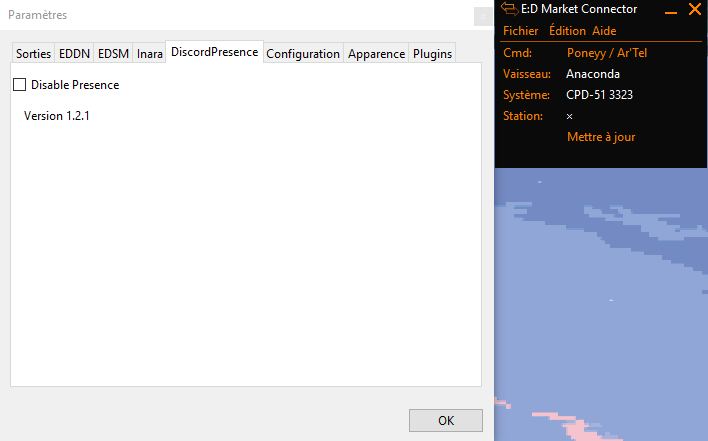 Paramètres
Sorties EDDN EDSM Inara DiscordPresence Configuration Apparence Plugins
Disable Presence
Version 1.2.1
OK
E:D Market Connector
Fichier Édition Aide
Cmd: Poneyy / Ar'Tel
Vaisseau: Anaconda
Système: CPD-51 3323
Station: ×
Mettre à jour